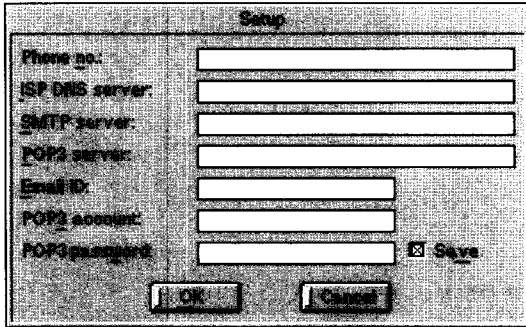 Setup
Phone no.:
ISP DNS server:
SMTP server:
POP3 server:
Email ID:
POP3 account:
POP3 password: Save
OK Cancel